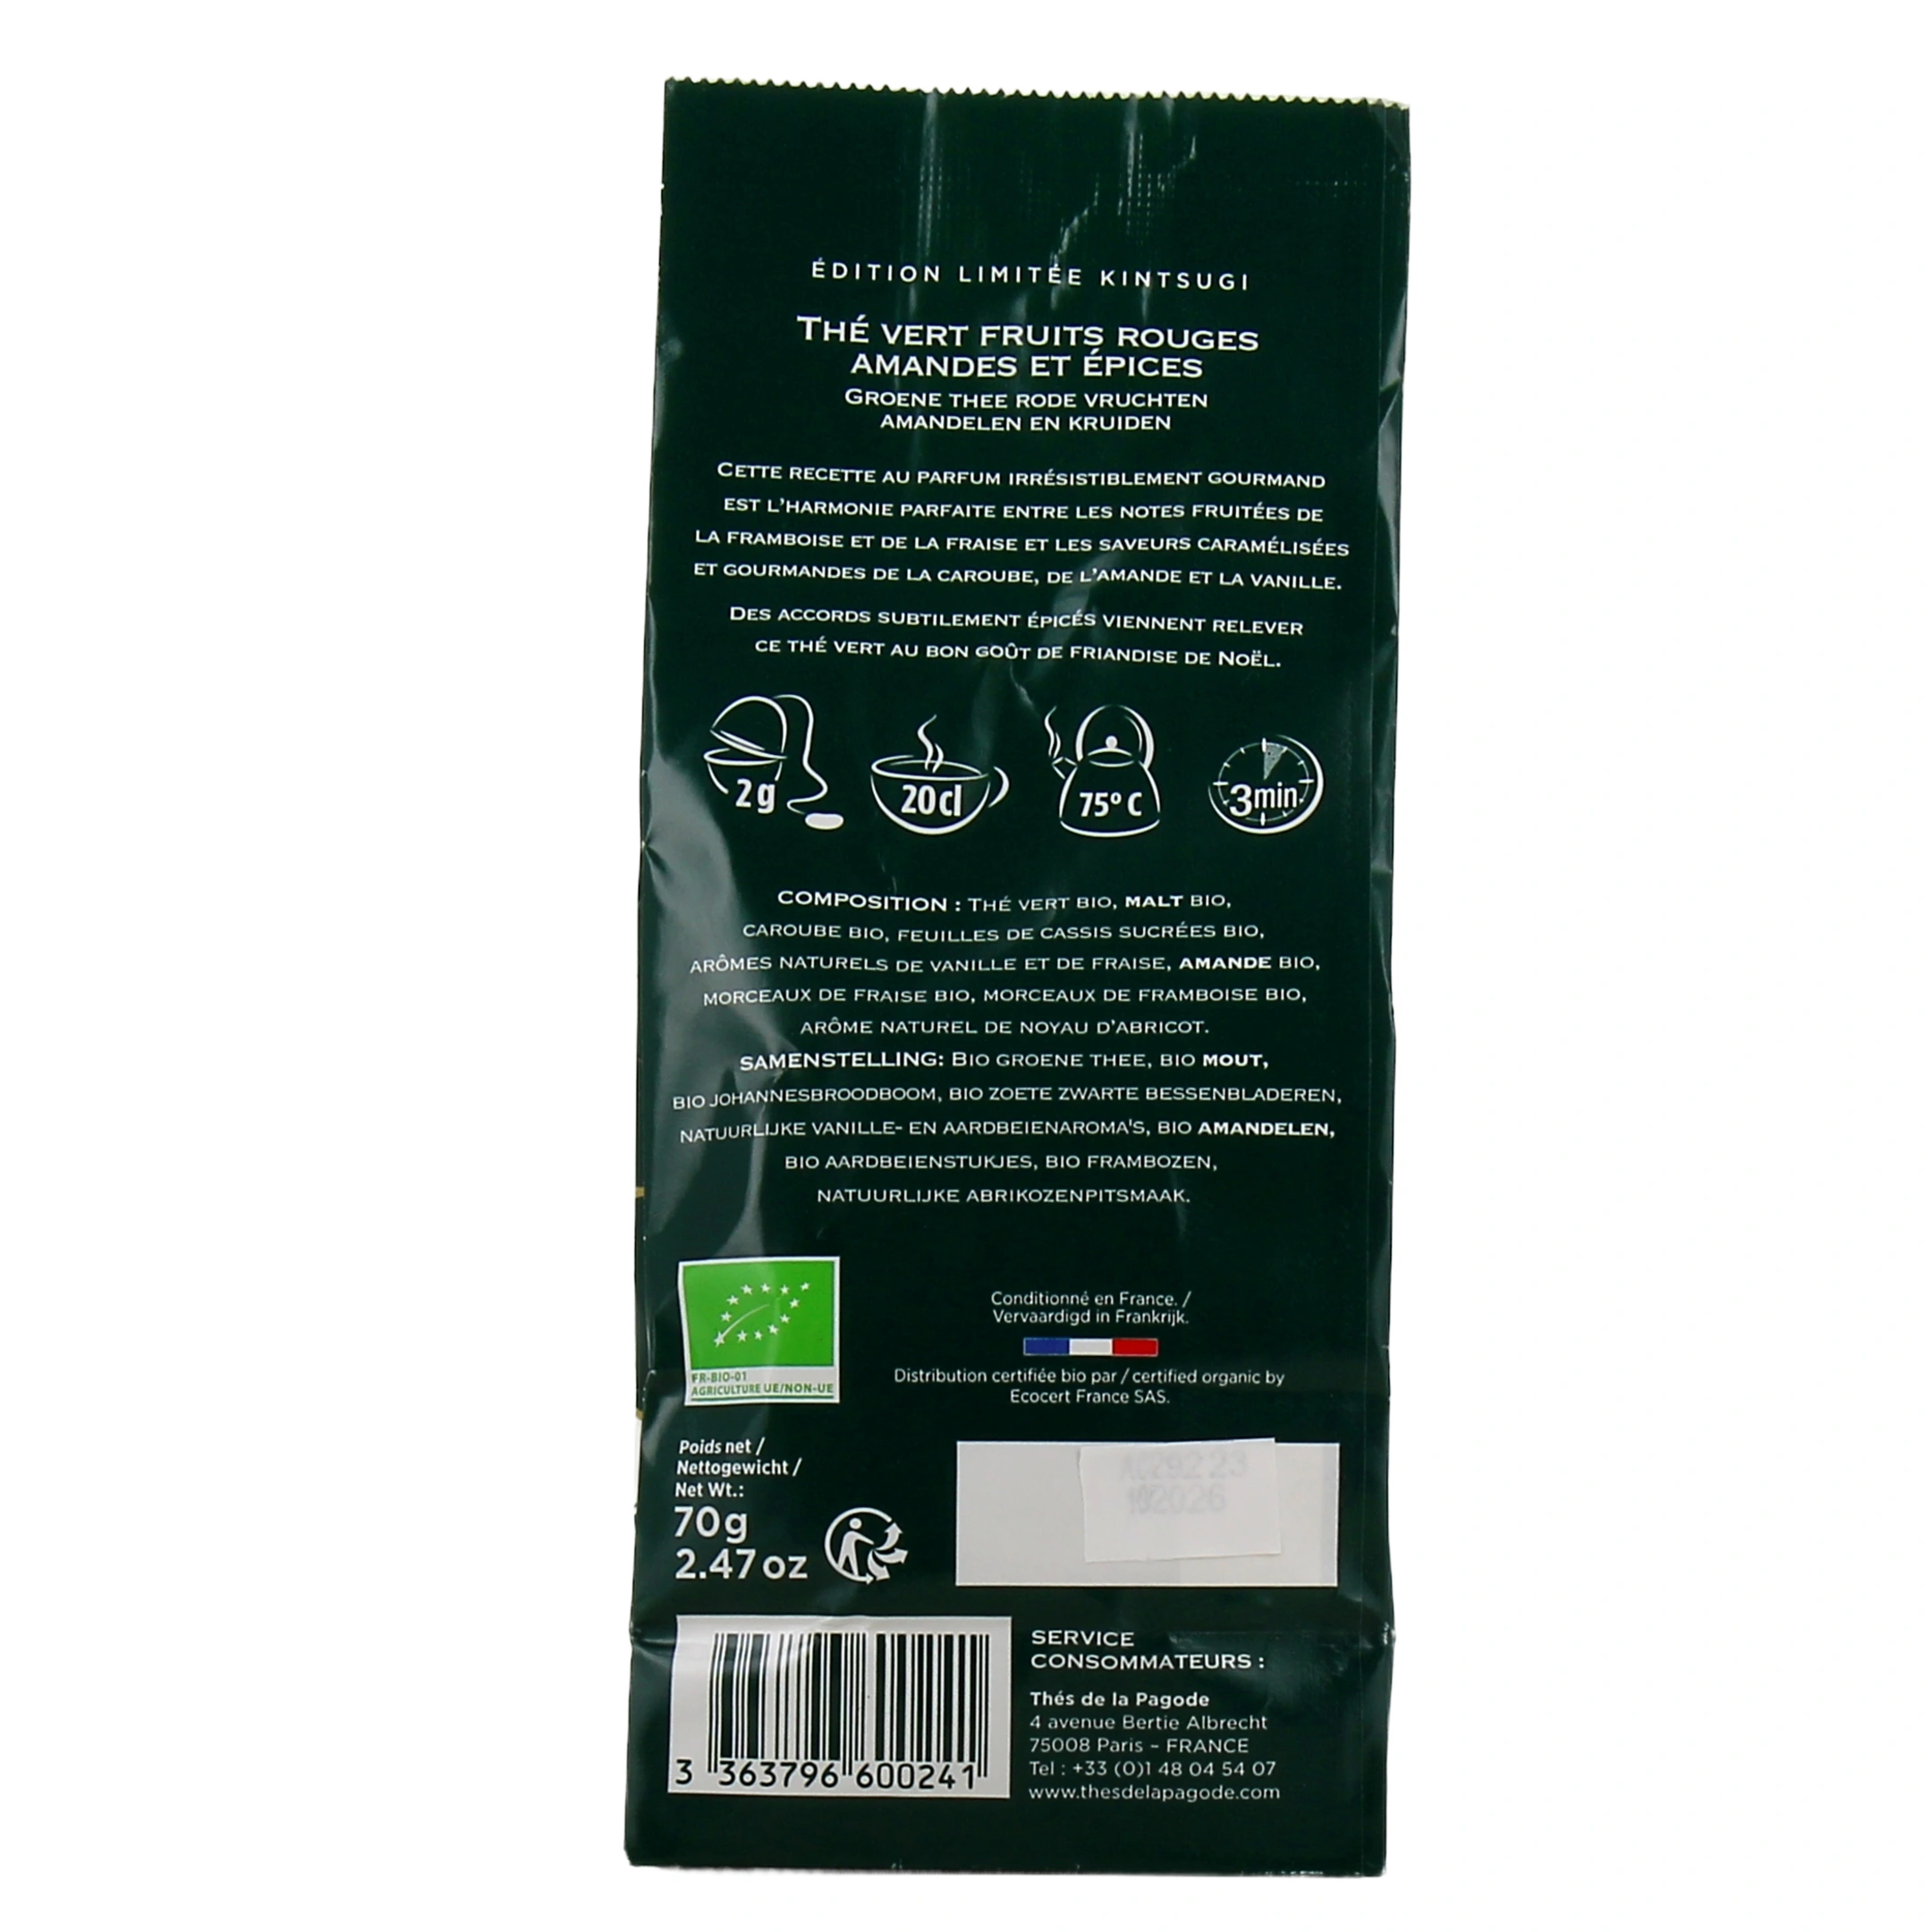 ÉDITION LIMITÉE KINTSUGI
THÉ VERT FRUITS ROUGES
AMANDES ET ÉPICES
GROENE THEE RODE VRUCHTEN
AMANDELEN EN KRUIDEN
CETTE RECETTE AU PARFUM IRRÉSISTIBLEMENT GOURMAND
EST L'HARMONIE PARFAITE ENTRE LES NOTES FRUITÉES DE
LA FRAMBOISE ET DE LA FRAISE ET LES SAVEURS CARAMÉLISÉES
ET GOURMANDES DE LA CAROUBE, DE L'AMANDE ET LA VANILLE.
DES ACCORDS SUBTILEMENT ÉPICÉS VIENNENT RELEVER
CE THÉ VERT AU BON GOÛT DE FRIANDISE DE NOËL.
2g 20cl 75°C 3min
COMPOSITION : THÉ VERT BIO, MALT BIO,
CAROUBE BIO, FEUILLES DE CASSIS SUCRÉES BIO,
ARÔMES NATURELS DE VANILLE ET DE FRAISE, AMANDE BIO,
MORCEAUX DE FRAISE BIO, MORCEAUX DE FRAMBOISE BIO,
ARÔME NATUREL DE NOYAU D'ABRICOT.
SAMENSTELLING: BIO GROENE THEE, BIO MOUT,
BIO JOHANNESBROODBOOM, BIO ZOETE ZWARTE BESSENBLADEREN,
NATUURLIJKE VANILLE- EN AARDBEIENAROMA'S, BIO AMANDELEN,
BIO AARDBEIENSTUKJES, BIO FRAMBOZEN,
NATUURLIJKE ABRIKOZENPITSMAAK.
FR-BIO-01
AGRICULTURE UE/NON-UE
Conditionné en France. /
Vervaardigd in Frankrijk.
Distribution certifiée bio par / certified organic by
Ecocert France SAS.
Poids net /
Nettogewicht /
Net Wt.:
70g
2.47 oz
3 363796 600241
SERVICE
CONSOMMATEURS :
Thés de la Pagode
4 avenue Bertie Albrecht
75008 Paris - FRANCE
Tel : +33 (0)1 48 04 54 07
www.thesdelapagode.com